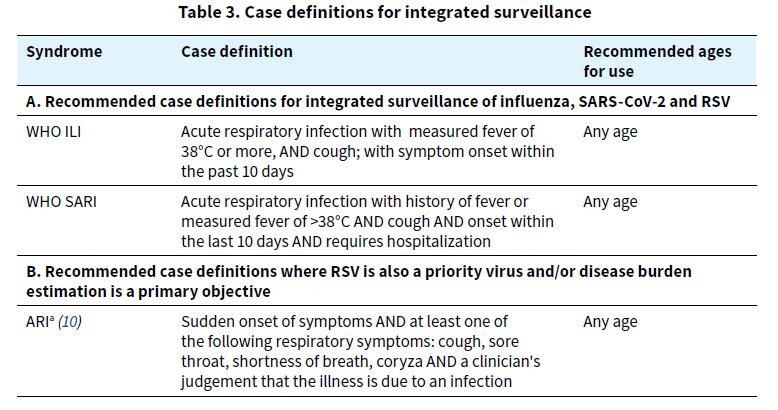 Table 3. Case definitions for integrated surveillance
Syndrome
Case definition
Recommended ages
for use
A. Recommended case definitions for integrated surveillance of influenza, SARS-CoV-2 and RSV
WHO ILI
Acute respiratory infection with measured fever of
38°C or more, AND cough; with symptom onset within
the past 10 days
Any age
WHO SARI
Acute respiratory infection with history of fever or
measured fever of >38°C AND cough AND onset within
the last 10 days AND requires hospitalization
Any age
B. Recommended case definitions where RSV is also a priority virus and/or disease burden
estimation is a primary objective
ARIᵃ (10)
Sudden onset of symptoms AND at least one of
the following respiratory symptoms: cough, sore
throat, shortness of breath, coryza AND a clinician's
judgement that the illness is due to an infection
Any age